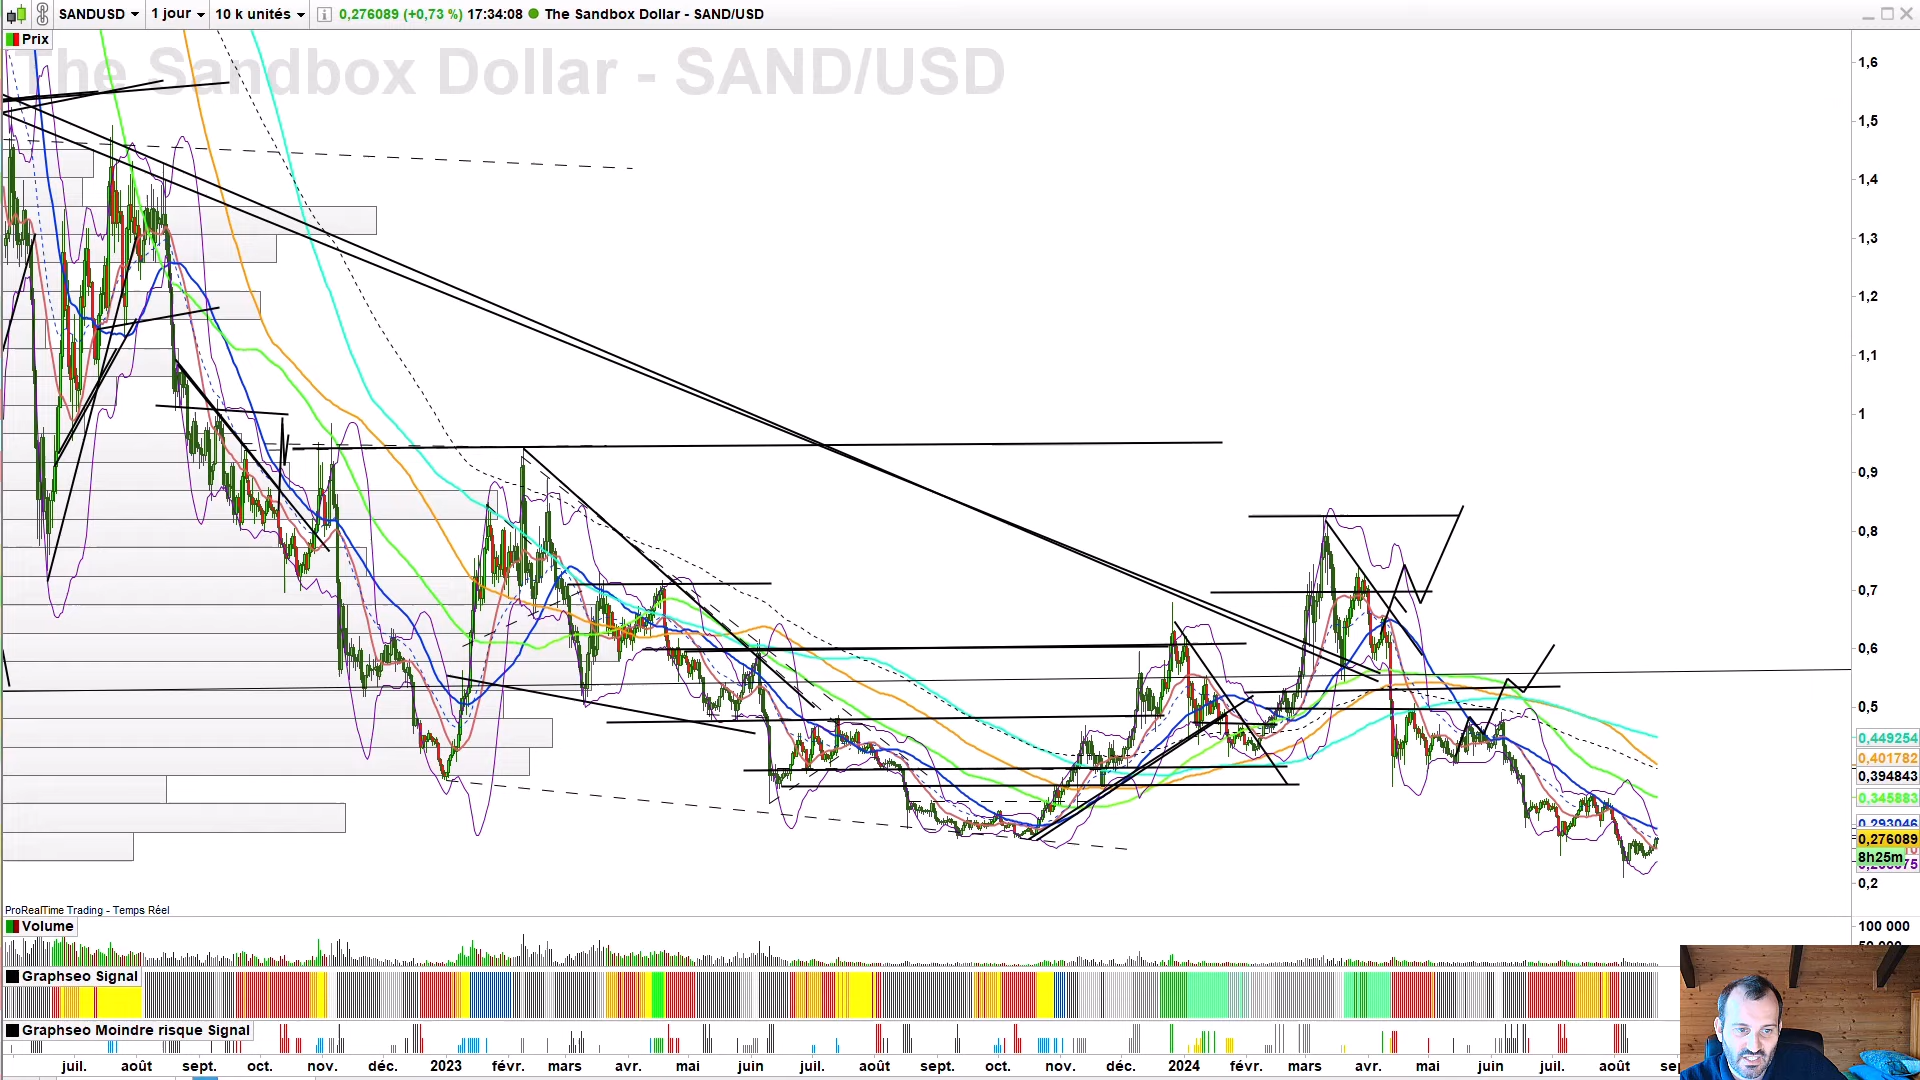 SANDUSD 1 jour 10 k unités 0,276089 (+0,73 %) 17:34:08 The Sandbox Dollar - SAND/USD
Prix
The Sandbox Dollar - SAND/USD
1,6
1,5
1,4
1,3
1,2
1,1
1
0,9
0,8
0,7
0,6
0,5
0,449254
0,401782
0,394843
0,345883
0,293046
0,276089
8h25m
0,2
ProRealTime Trading - Temps Réel
Volume
100 000
Graphseo Signal
Graphseo Moindre risque Signal
juil. août sept. oct. nov. déc. 2023 févr. mars avr. mai juin juil. août sept. oct. nov. déc. 2024 févr. mars avr. mai juin juil. août